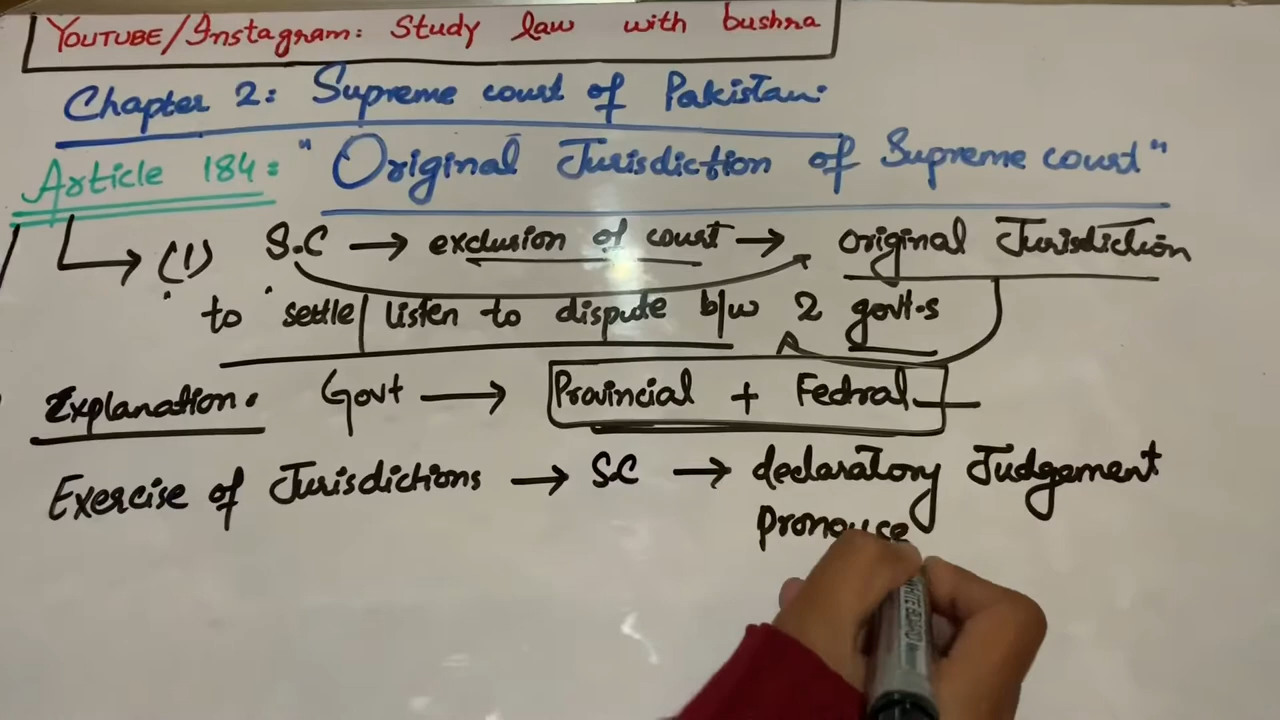 YOUTUBE/Instagram: Study law with bushra
Chapter 2: Supreme court of Pakistan.
Article 184: "Original Jurisdiction of Supreme court"
(1) S.C → exclusion of court → original Jurisdiction
to settle/listen to dispute b/w 2 govt.s
Explanation. Govt → Provincial + Fedral
Exercise of Jurisdictions → SC → declaratory Judgement
Pronouce